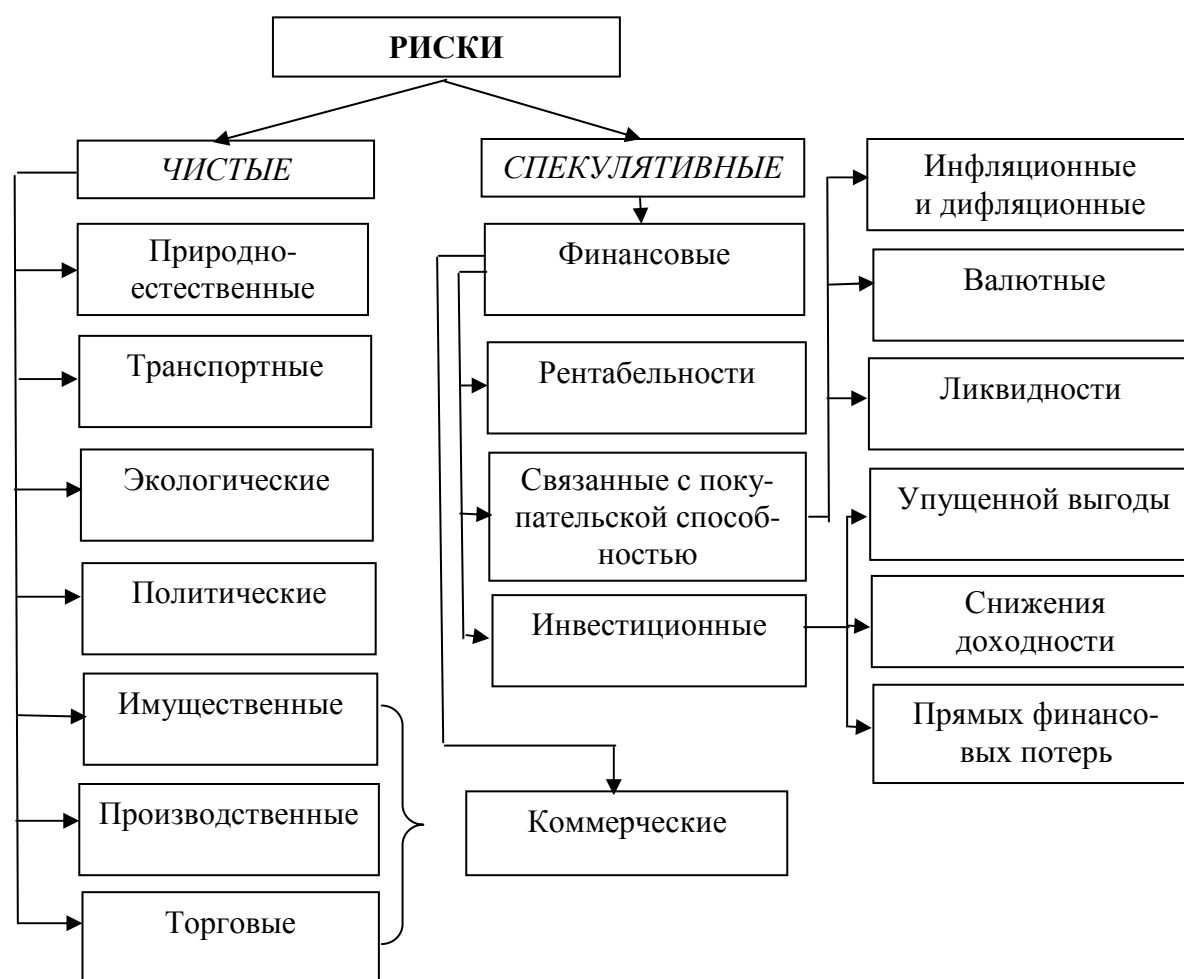 РИСКИ
ЧИСТЫЕ
Природно-
естественные
Транспортные
Экологические
Политические
Имущественные
Производственные
Торговые
СПЕКУЛЯТИВНЫЕ
Финансовые
Рентабельности
Связанные с поку-
пательской способ-
ностью
Инвестиционные
Коммерческие
Инфляционные
и дифляционные
Валютные
Ликвидности
Упущенной выгоды
Снижения
доходности
Прямых финансо-
вых потерь